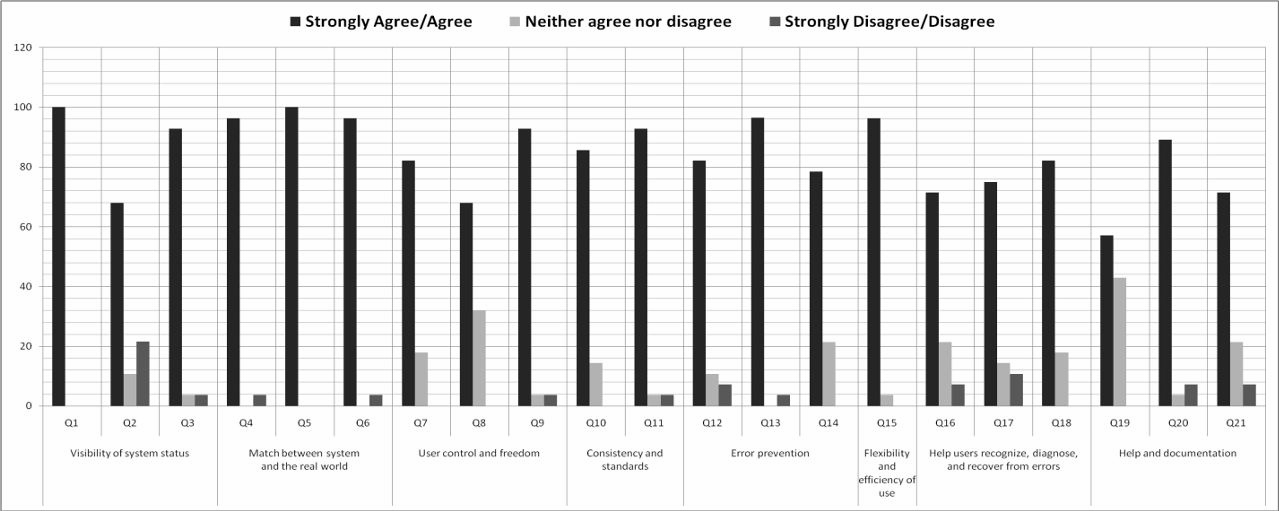 Strongly Agree/Agree Neither agree nor disagree Strongly Disagree/Disagree
120
100
80
60
40
20
0
Q1 Q2 Q3 Q4 Q5 Q6 Q7 Q8 Q9 Q10 Q11 Q12 Q13 Q14 Q15 Q16 Q17 Q18 Q19 Q20 Q21
Visibility of system status
Match between system
and the real world
User control and freedom
Consistency and
standards
Error prevention
Flexibility
and
efficiency of
use
Help users recognize, diagnose,
and recover from errors
Help and documentation